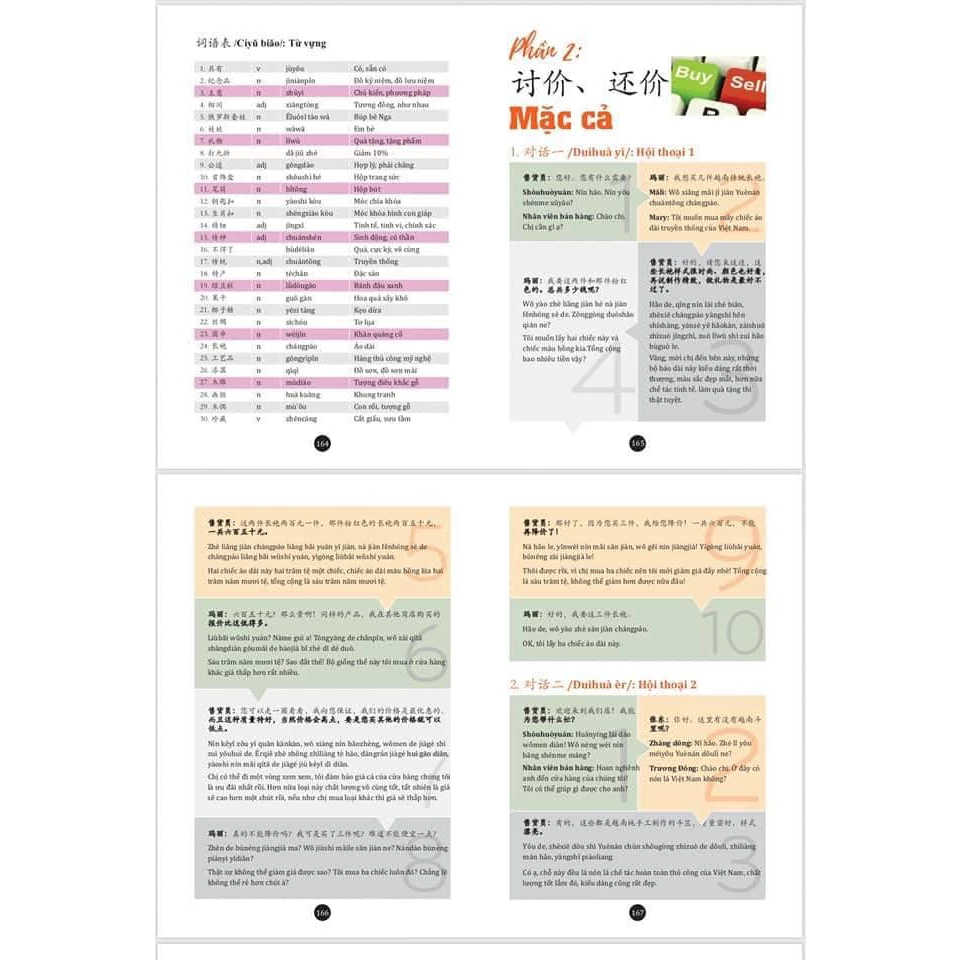 词语表 /Cíyǔ biǎo/: Từ vựng
1. 具有 v jùyǒu Có, sẵn có
2. 纪念品 n jìniànpǐn Đồ kỷ niệm, đồ lưu niệm
3. 主意 n zhǔyi Chủ kiến, phương pháp
4. 相同 adj xiāngtóng Tương đồng, như nhau
5. 俄罗斯套娃 n Éluósī tào wá Búp bê Nga
6. 娃娃 n wáwá Em bé
7. 礼物 n lǐwù Quà tặng, tặng phẩm
8. 打九折 dǎ jiǔ zhé Giảm 10%
9. 公道 adj gōngdào Hợp lý, phải chăng
10. 首饰盒 n shǒushì hé Hộp trang sức
11. 笔筒 n bǐtǒng Hộp bút
12. 钥匙扣 n yàoshi kòu Móc chìa khóa
13. 生肖扣 n shēngxiào kòu Móc khóa hình con giáp
14. 精细 adj jīngxì Tinh tế, tinh vi, chính xác
15. 传神 adj chuánshén Sinh động, có thần
16. 不得了 bùdéliǎo Quá, cực kỳ, vô cùng
17. 传统 n,adj chuántǒng Truyền thống
18. 特产 n tèchǎn Đặc sản
19. 绿豆糕 n lǜdòugāo Bánh đậu xanh
20. 果干 n guǒ gān Hoa quả sấy khô
21. 椰子糖 n yēzi táng Kẹo dừa
22. 丝绸 n sīchóu Tơ lụa
23. 围巾 n wéijīn Khăn quàng cổ
24. 长袍 n chángpáo Áo dài
25. 工艺品 n gōngyìpǐn Hàng thủ công mỹ nghệ
26. 漆器 n qīqì Đồ sơn, đồ sơn mài
27. 木雕 n mùdiāo Tượng điêu khắc gỗ
28. 画框 n huà kuàng Khung tranh
29. 木偶 n mù'ǒu Con rối, tượng gỗ
30. 珍藏 v zhēncáng Cất giấu, sưu tầm
164
Phần 2:
讨价、还价
Mặc cả
Buy
Sell
1. 对话一 /Duìhuà yī/: Hội thoại 1
1
售货员：您好，您有什么需要？
Shòuhuòyuán: Nín hǎo. Nín yǒu
shénme xūyào?
Nhân viên bán hàng: Chào chị.
Chị cần gì ạ?
2
玛丽：我想买几件越南传统长袍。
Mǎlì: Wǒ xiǎng mǎi jǐ jiàn Yuènán
chuántǒng chángpáo.
Mary: Tôi muốn mua mấy chiếc áo
dài truyền thống của Việt Nam.
3
售货员：好的，请您来这边，这
些长袍样式很时尚、颜色也好看，
再说制作精致，做礼物是最好不
过了。
Hǎo de, qǐng nín lái zhè biān,
zhèxiē chángpáo yàngshì hěn
shíshàng, yánsè yě hǎokàn, zàishuō
zhìzuò jīngzhì, zuò lǐwù shì zuì hǎo
bùguò le.
Vâng, mời chị đến bên này, những
bộ áo dài này kiểu dáng rất thời
thượng, màu sắc đẹp mắt, hơn nữa
chế tác tinh tế, làm quà tặng thì
thật tuyệt.
4
玛丽：我要这两件和那件粉红
色的。总共多少钱呢？
Wǒ yào zhè liǎng jiàn hé nà jiàn
fěnhóng sè de. Zǒnggòng duōshǎo
qián ne?
Tôi muốn lấy hai chiếc này và
chiếc màu hồng kia.Tổng cộng
bao nhiêu tiền vậy?
165
5
售货员：这两件长袍两百元一件，那件粉红色的长袍两百五十元，
一共六百五十元。
Zhè liǎng jiàn chángpáo liǎng bǎi yuán yí jiàn, nà jiàn fěnhóng sè de
chángpáo liǎng bǎi wǔshí yuán, yígòng liùbǎi wǔshí yuán.
Hai chiếc áo dài này hai trăm tệ một chiếc, chiếc áo dài màu hồng kia hai
trăm năm mươi tệ, tổng cộng là sáu trăm năm mươi tệ.
6
玛丽：六百五十元？那么贵啊！同样的产品，我在其他商店购买的
报价比这低得多。
Liùbǎi wǔshí yuán? Nàme guì a! Tóngyàng de chǎnpǐn, wǒ zài qítā
shāngdiàn gòumǎi de bàojià bǐ zhè dī dé duō.
Sáu trăm năm mươi tệ? Sao đắt thế! Bộ giống thế này tôi mua ở cửa hàng
khác giá thấp hơn rất nhiều.
7
售货员：您可以走一圈看看，我向您保证，我们的价格是最优惠的。
而且这种质量特好，当然价格会高点，要是您买其他的价格就可以
低点。
Nín kěyǐ zǒu yì quān kànkan, wǒ xiàng nín bǎozhèng, wǒmen de jiàgé shì
zuì yōuhuì de. Érqiě zhè zhǒng zhìliàng tè hǎo, dāngrán jiàgé huì gāo diǎn,
yàoshi nín mǎi qítā de jiàgé jiù kěyǐ dī diǎn.
Chị có thể đi một vòng xem xem, tôi đảm bảo giá cả của cửa hàng chúng tôi
là ưu đãi nhất rồi. Hơn nữa loại này chất lượng vô cùng tốt, tất nhiên là giá
sẽ cao hơn một chút rồi, nếu như chị mua loại khác thì giá sẽ thấp hơn.
8
玛丽：真的不能降价吗？我可是买了三件呢？难道不能便宜一点？
Zhēn de bùnéng jiàngjià ma? Wǒ jiùshì mǎile sān jiàn ne? Nándào bùnéng
piányi yīdiǎn?
Thật sự không thể giảm giá được sao? Tôi mua ba chiếc luôn đó? Chẳng lẽ
không thể rẻ hơn chút à?
166
9
售货员：那好了，因为您买三件，我给您降价！一共六百元，不能
再降价了！
Nà hǎo le, yīnwèi nín mǎi sān jiàn, wǒ gěi nín jiàngjià! Yīgòng liùbǎi yuán,
bùnéng zài jiàngjià le!
Thôi được rồi, vì chị mua ba chiếc nên tôi mới giảm giá đấy nhé! Tổng cộng
là sáu trăm tệ, không thể giảm hơn được nữa đâu!
10
玛丽：好的，我要这三件长袍。
Hǎo de, wǒ yào zhè sān jiàn chángpáo.
OK, tôi lấy ba chiếc áo dài này.
2. 对话二 /Duìhuà èr/: Hội thoại 2
1
售货员：欢迎来到我们店！我能
为您帮什么忙？
Shòuhuòyuán: Huānyíng lái dào
wǒmen diàn! Wǒ néng wèi nín
bāng shénme máng?
Nhân viên bán hàng: Hoan nghênh
anh đến cửa hàng của chúng tôi!
Tôi có thể giúp gì được cho anh?
2
张东：你好，这里有没有越南斗
笠呢？
Zhāng dōng: Nǐ hǎo. Zhè lǐ yǒu
méiyǒu Yuènán dǒulì ne?
Trương Đông: Chào chị. Ở đây có
nón lá Việt Nam không?
3
售货员：有的，这些都是越南纯手工制作的斗笠，质量蛮好，样式
漂亮。
Yǒu de, zhèxiē dōu shì Yuènán chún shǒugōng zhìzuò de dǒulì, zhìliàng
mán hǎo, yàngshì piàoliang.
Có ạ, chỗ này đều là nón lá chế tác hoàn toàn thủ công của Việt Nam, chất
lượng tốt lắm đó, kiểu dáng cũng rất đẹp.
167